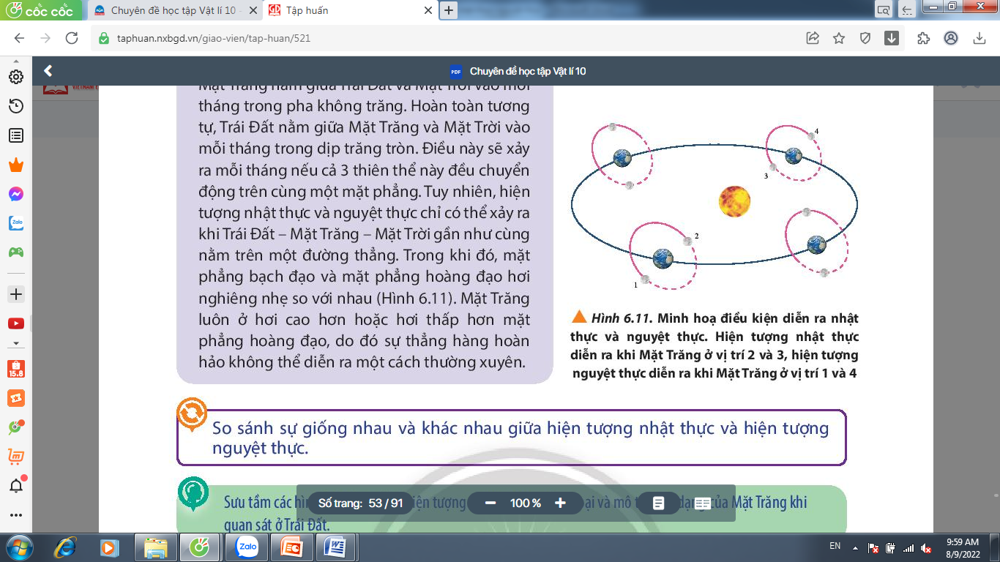 cốc cốc
Chuyên đề học tập Vật lí 10 -
Tập huấn
taphuan.nxbgd.vn/giao-vien/tap-huan/521
PDF Chuyên đề học tập Vật lí 10
Mặt Trăng nằm giữa Trái Đất và Mặt Trời vào mỗi
tháng trong pha không trăng. Hoàn toàn tương
tự, Trái Đất nằm giữa Mặt Trăng và Mặt Trời vào
mỗi tháng trong dịp trăng tròn. Điều này sẽ xảy
ra mỗi tháng nếu cả 3 thiên thể này đều chuyển
động trên cùng một mặt phẳng. Tuy nhiên, hiện
tượng nhật thực và nguyệt thực chỉ có thể xảy ra
khi Trái Đất – Mặt Trăng – Mặt Trời gần như cùng
nằm trên một đường thẳng. Trong khi đó, mặt
phẳng bạch đạo và mặt phẳng hoàng đạo hơi
nghiêng nhẹ so với nhau (Hình 6.11). Mặt Trăng
luôn ở hơi cao hơn hoặc hơi thấp hơn mặt
phẳng hoàng đạo, do đó sự thẳng hàng hoàn
hảo không thể diễn ra một cách thường xuyên.
4
3
2
1
Hình 6.11. Minh hoạ điều kiện diễn ra nhật
thực và nguyệt thực. Hiện tượng nhật thực
diễn ra khi Mặt Trăng ở vị trí 2 và 3, hiện tượng
nguyệt thực diễn ra khi Mặt Trăng ở vị trí 1 và 4
So sánh sự giống nhau và khác nhau giữa hiện tượng nhật thực và hiện tượng
nguyệt thực.
Sưu tầm các iện tượng ại và mô dạng của Mặt Trăng khi
quan sát ở Trái Đất.
Số trang: 53 / 91
100 %
Zalo
15.8
Zalo
EN
9:59 AM
8/9/2022